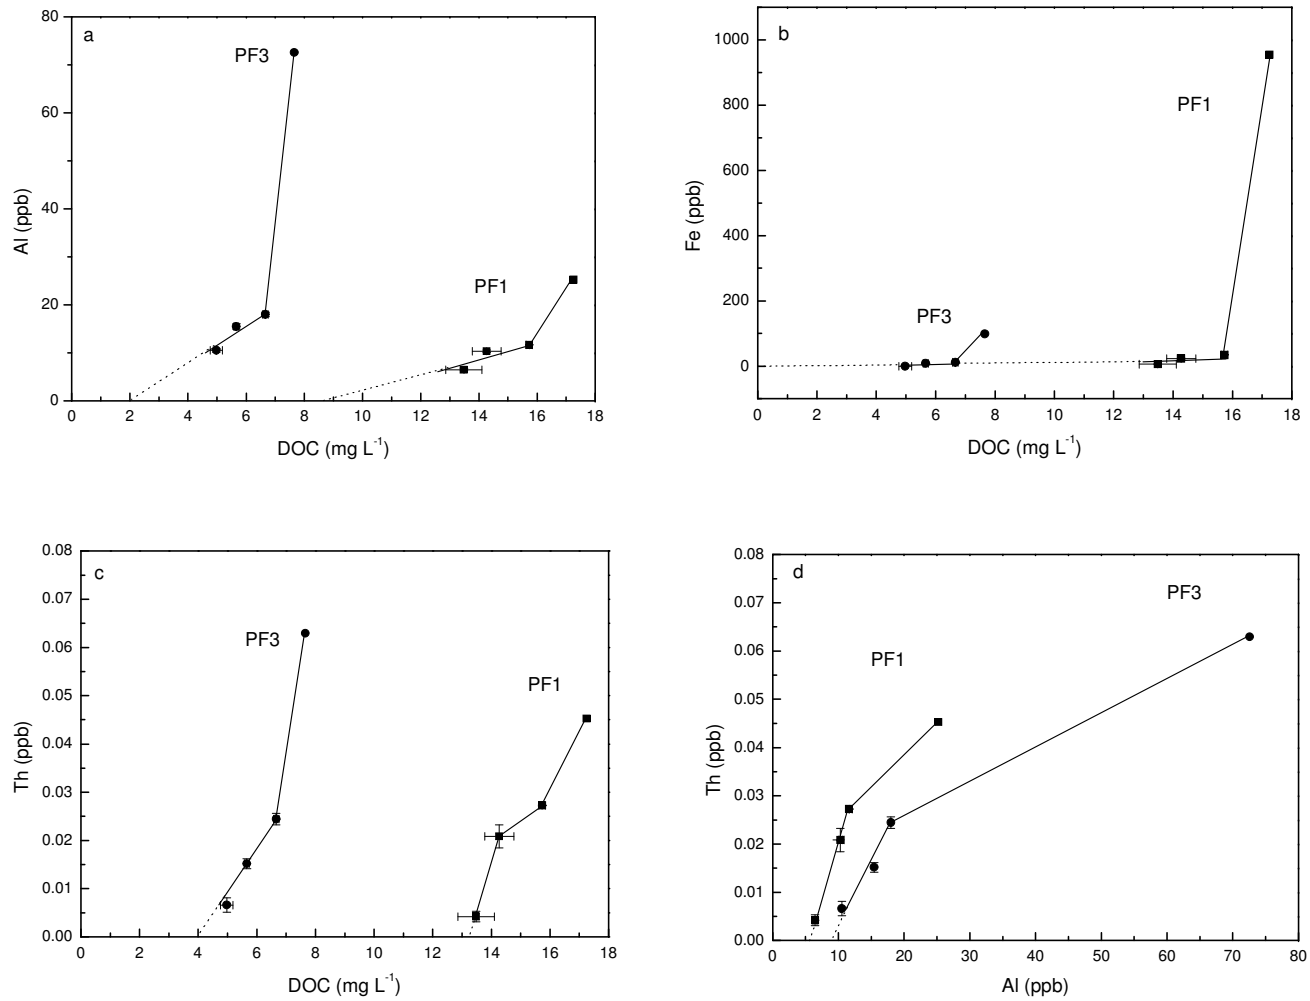 a
PF3
PF1
80
60
40
20
0
0 2 4 6 8 10 12 14 16 18
Al (ppb)
DOC (mg L⁻¹)
b
PF1
PF3
1000
800
600
400
200
0
0 2 4 6 8 10 12 14 16 18
Fe (ppb)
DOC (mg L⁻¹)
c
PF3
PF1
0.08
0.07
0.06
0.05
0.04
0.03
0.02
0.01
0.00
0 2 4 6 8 10 12 14 16 18
Th (ppb)
DOC (mg L⁻¹)
d
PF3
PF1
0.08
0.07
0.06
0.05
0.04
0.03
0.02
0.01
0.00
0 10 20 30 40 50 60 70 80
Th (ppb)
Al (ppb)